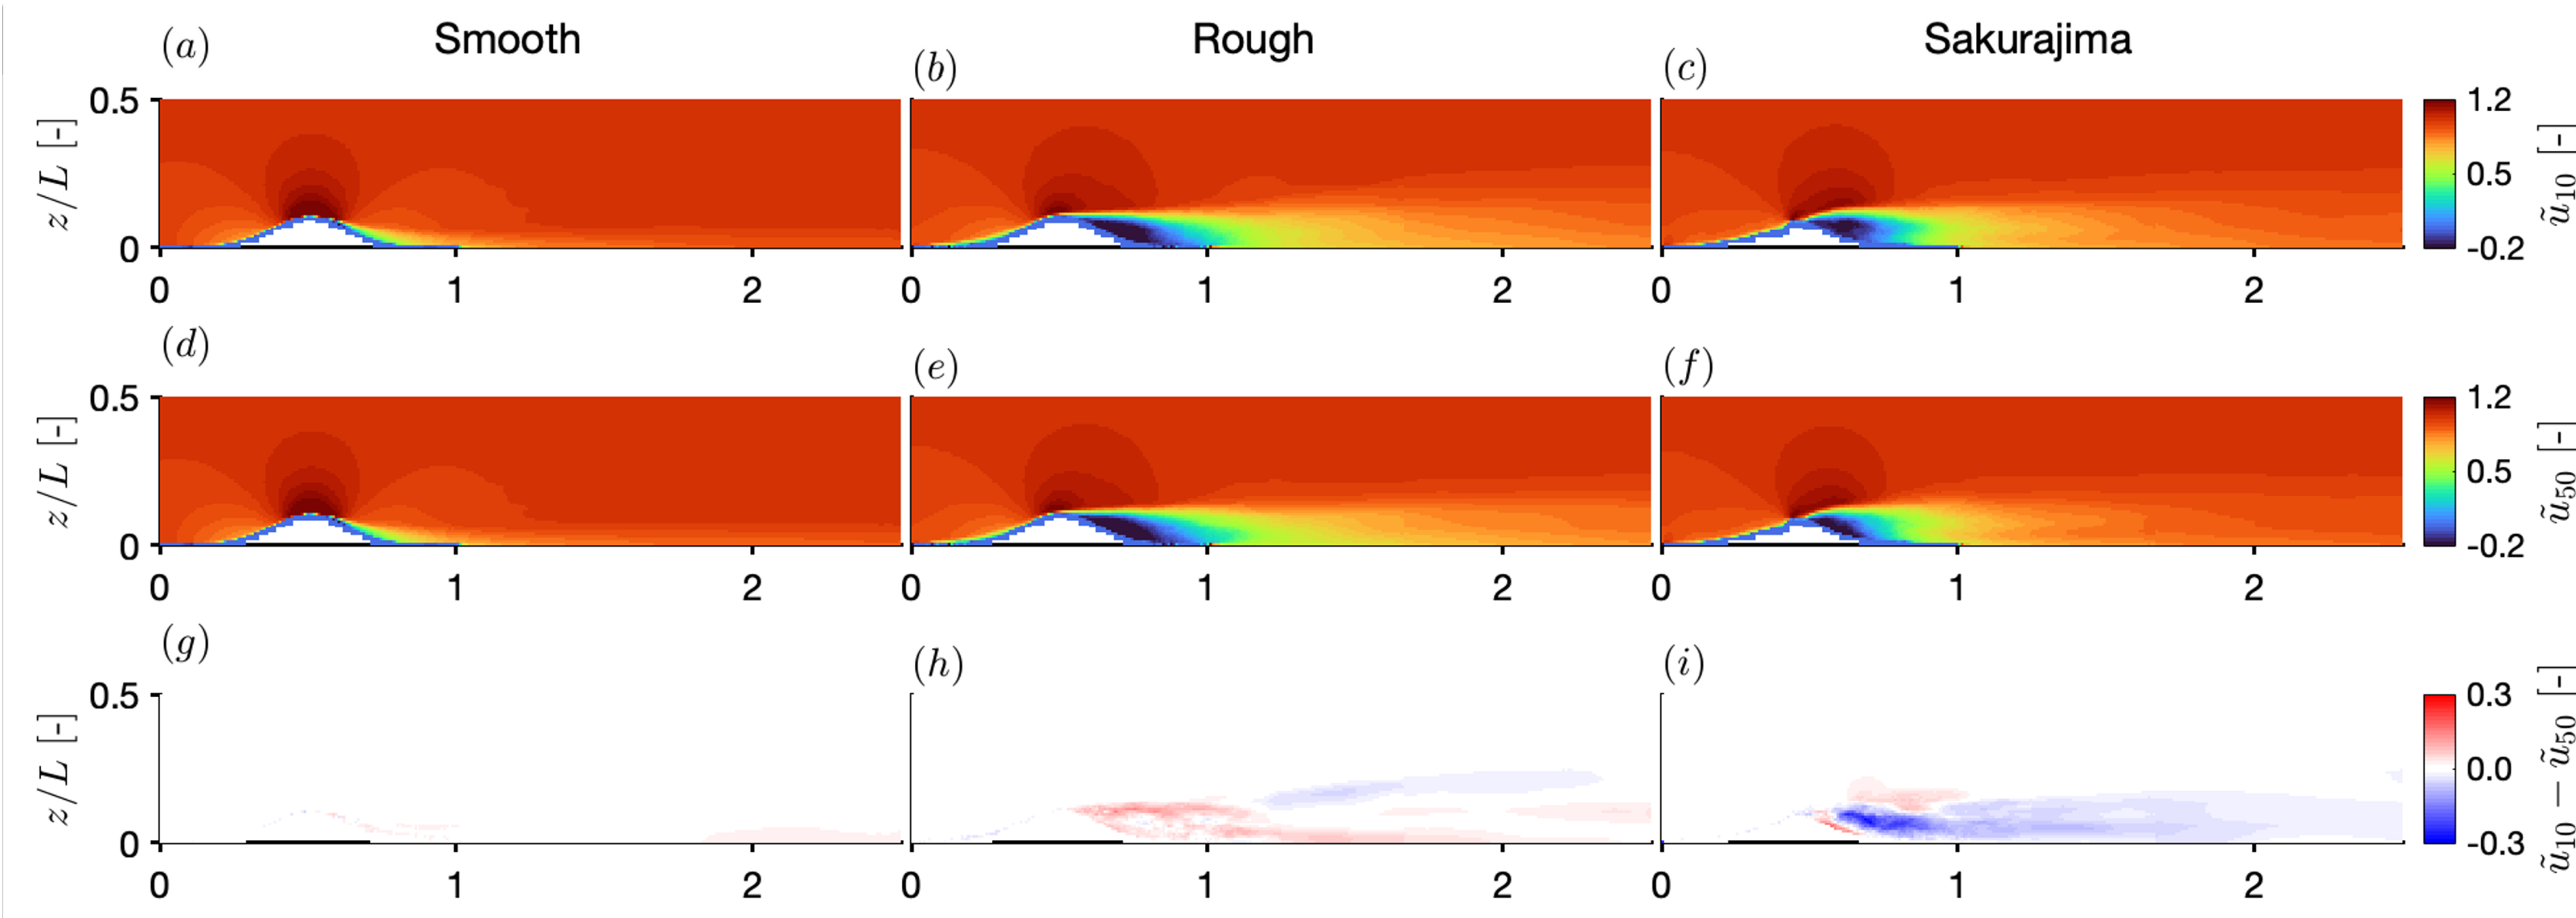 Smooth Rough Sakurajima
(a) (b) (c)
0.5 1.2
z/L [-] 0.5 ũ10 [-]
0 -0.2
0 1 2 0 1 2 0 1 2
(d) (e) (f)
0.5 1.2
z/L [-] 0.5 ũ50 [-]
0 -0.2
0 1 2 0 1 2 0 1 2
(g) (h) (i)
0.5 0.3
z/L [-] 0.0 ũ10 − ũ50 [-]
0 -0.3
0 1 2 0 1 2 0 1 2